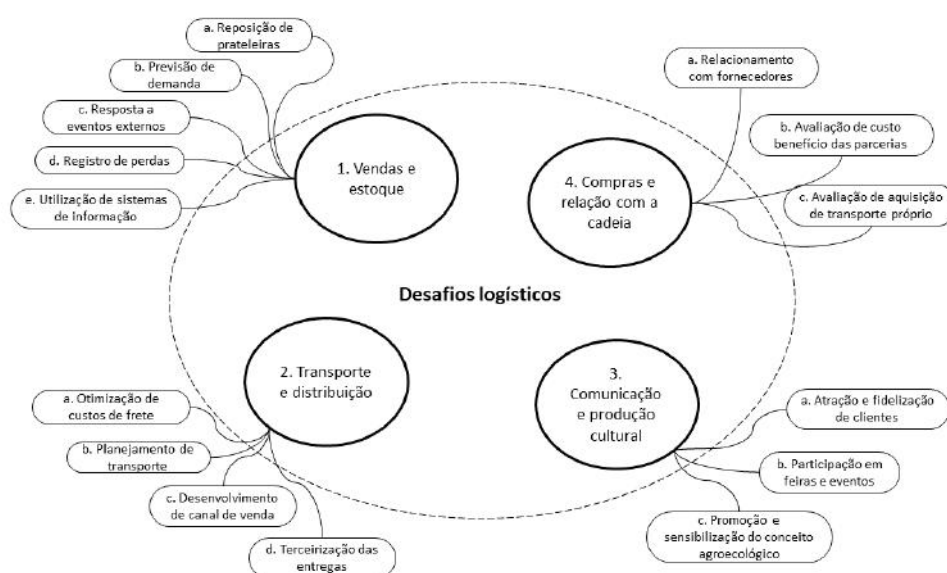 a. Reposição de
prateleiras
b. Previsão de
demanda
c. Resposta a
eventos externos
d. Registro de perdas
e. Utilização de sistemas
de informação
1. Vendas e
estoque
a. Relacionamento
com fornecedores
b. Avaliação de custo
benefício das parcerias
c. Avaliação de aquisição
de transporte próprio
4. Compras e
relação com a
cadeia
Desafios logísticos
2. Transporte
e distribuição
a. Otimização de
custos de frete
b. Planejamento de
transporte
c. Desenvolvimento
de canal de venda
d. Terceirização das
entregas
3.
Comunicação
e produção
cultural
a. Atração e fidelização
de clientes
b. Participação em
feiras e eventos
c. Promoção e
sensibilização do conceito
agroecológico